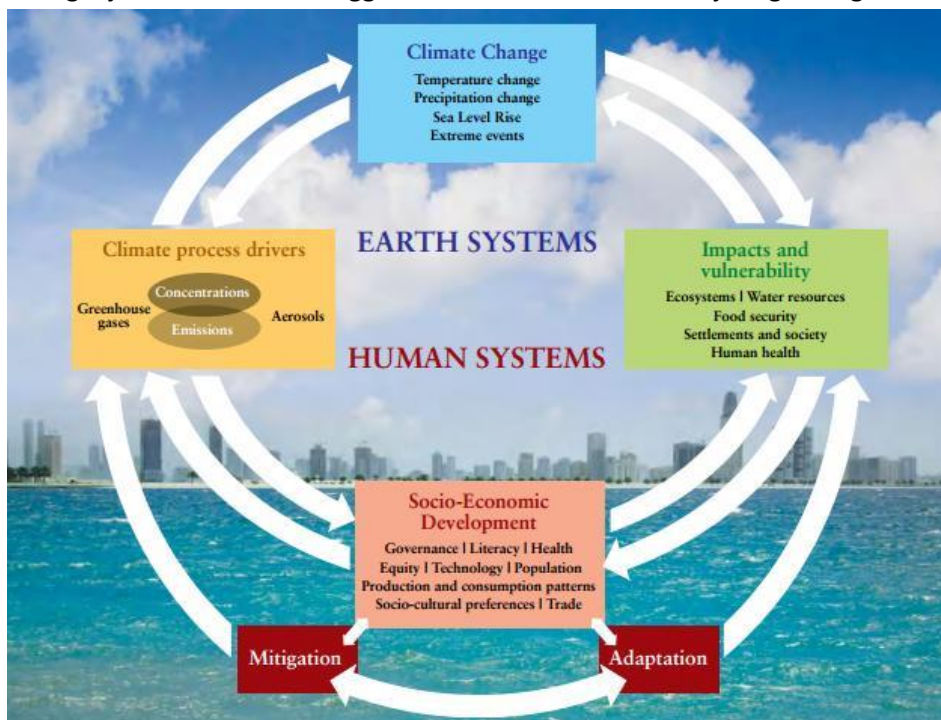 Climate Change
Temperature change
Precipitation change
Sea Level Rise
Extreme events
EARTH SYSTEMS
Climate process drivers
Concentrations
Greenhouse
gases
Aerosols
Emissions
Impacts and
vulnerability
Ecosystems | Water resources
Food security
Settlements and society
Human health
HUMAN SYSTEMS
Socio-Economic
Development
Governance | Literacy | Health
Equity | Technology | Population
Production and consumption patterns
Socio-cultural preferences | Trade
Mitigation
Adaptation